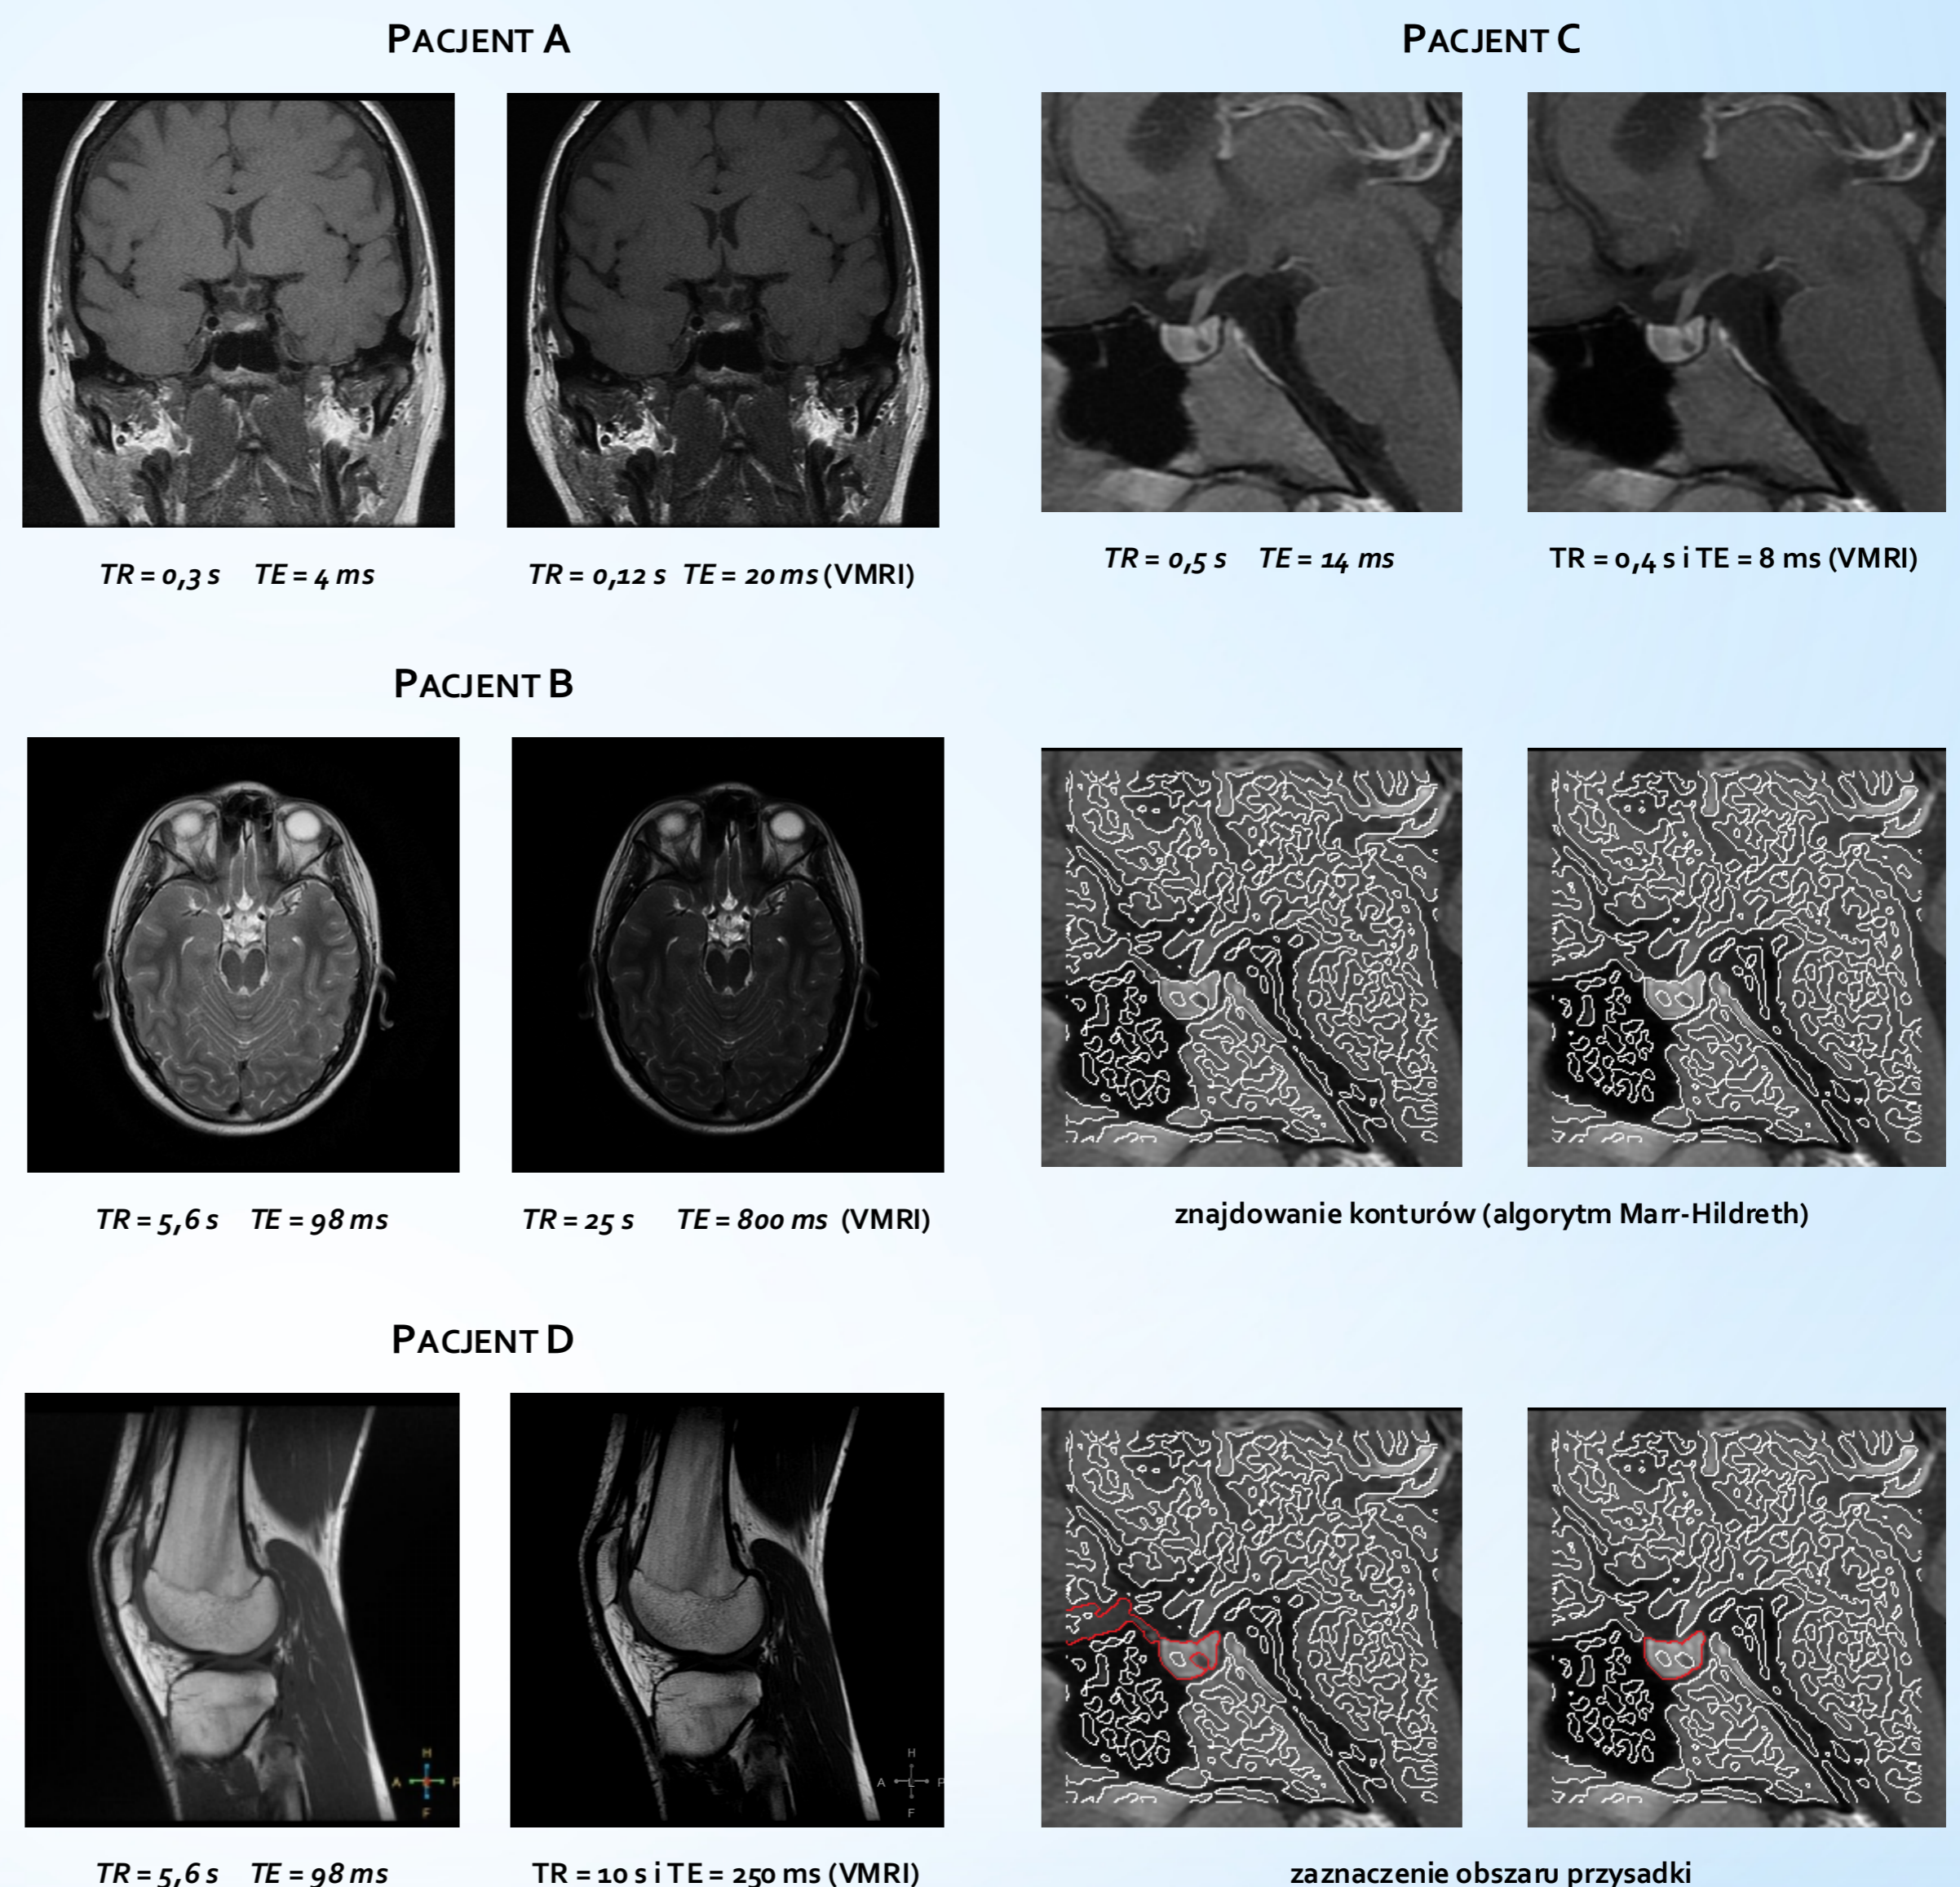 PACJENT A
TR = 0,3 s TE = 4 ms
TR = 0,12 s TE = 20 ms (VMRI)
PACJENT B
TR = 5,6 s TE = 98 ms
TR = 25 s TE = 800 ms (VMRI)
PACJENT D
H
A P
F
H
A L P
F
TR = 5,6 s TE = 98 ms
TR = 10 s i TE = 250 ms (VMRI)
PACJENT C
TR = 0,5 s TE = 14 ms
TR = 0,4 s i TE = 8 ms (VMRI)
znajdowanie konturów (algorytm Marr-Hildreth)
zaznaczenie obszaru przysadki